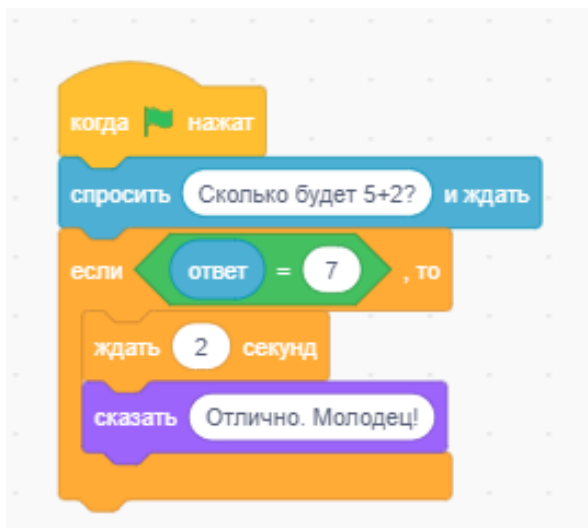 когда нажат
спросить Сколько будет 5+2? и ждать
если ответ = 7 , то
ждать 2 секунд
сказать Отлично. Молодец!